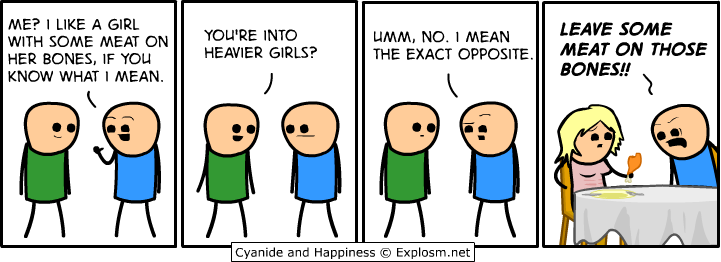 ME? I LIKE A GIRL
WITH SOME MEAT ON
HER BONES, IF YOU
KNOW WHAT I MEAN.
YOU'RE INTO
HEAVIER GIRLS?
UMM, NO. I MEAN
THE EXACT OPPOSITE.
LEAVE SOME
MEAT ON THOSE
BONES!!
Cyanide and Happiness © Explosm.net